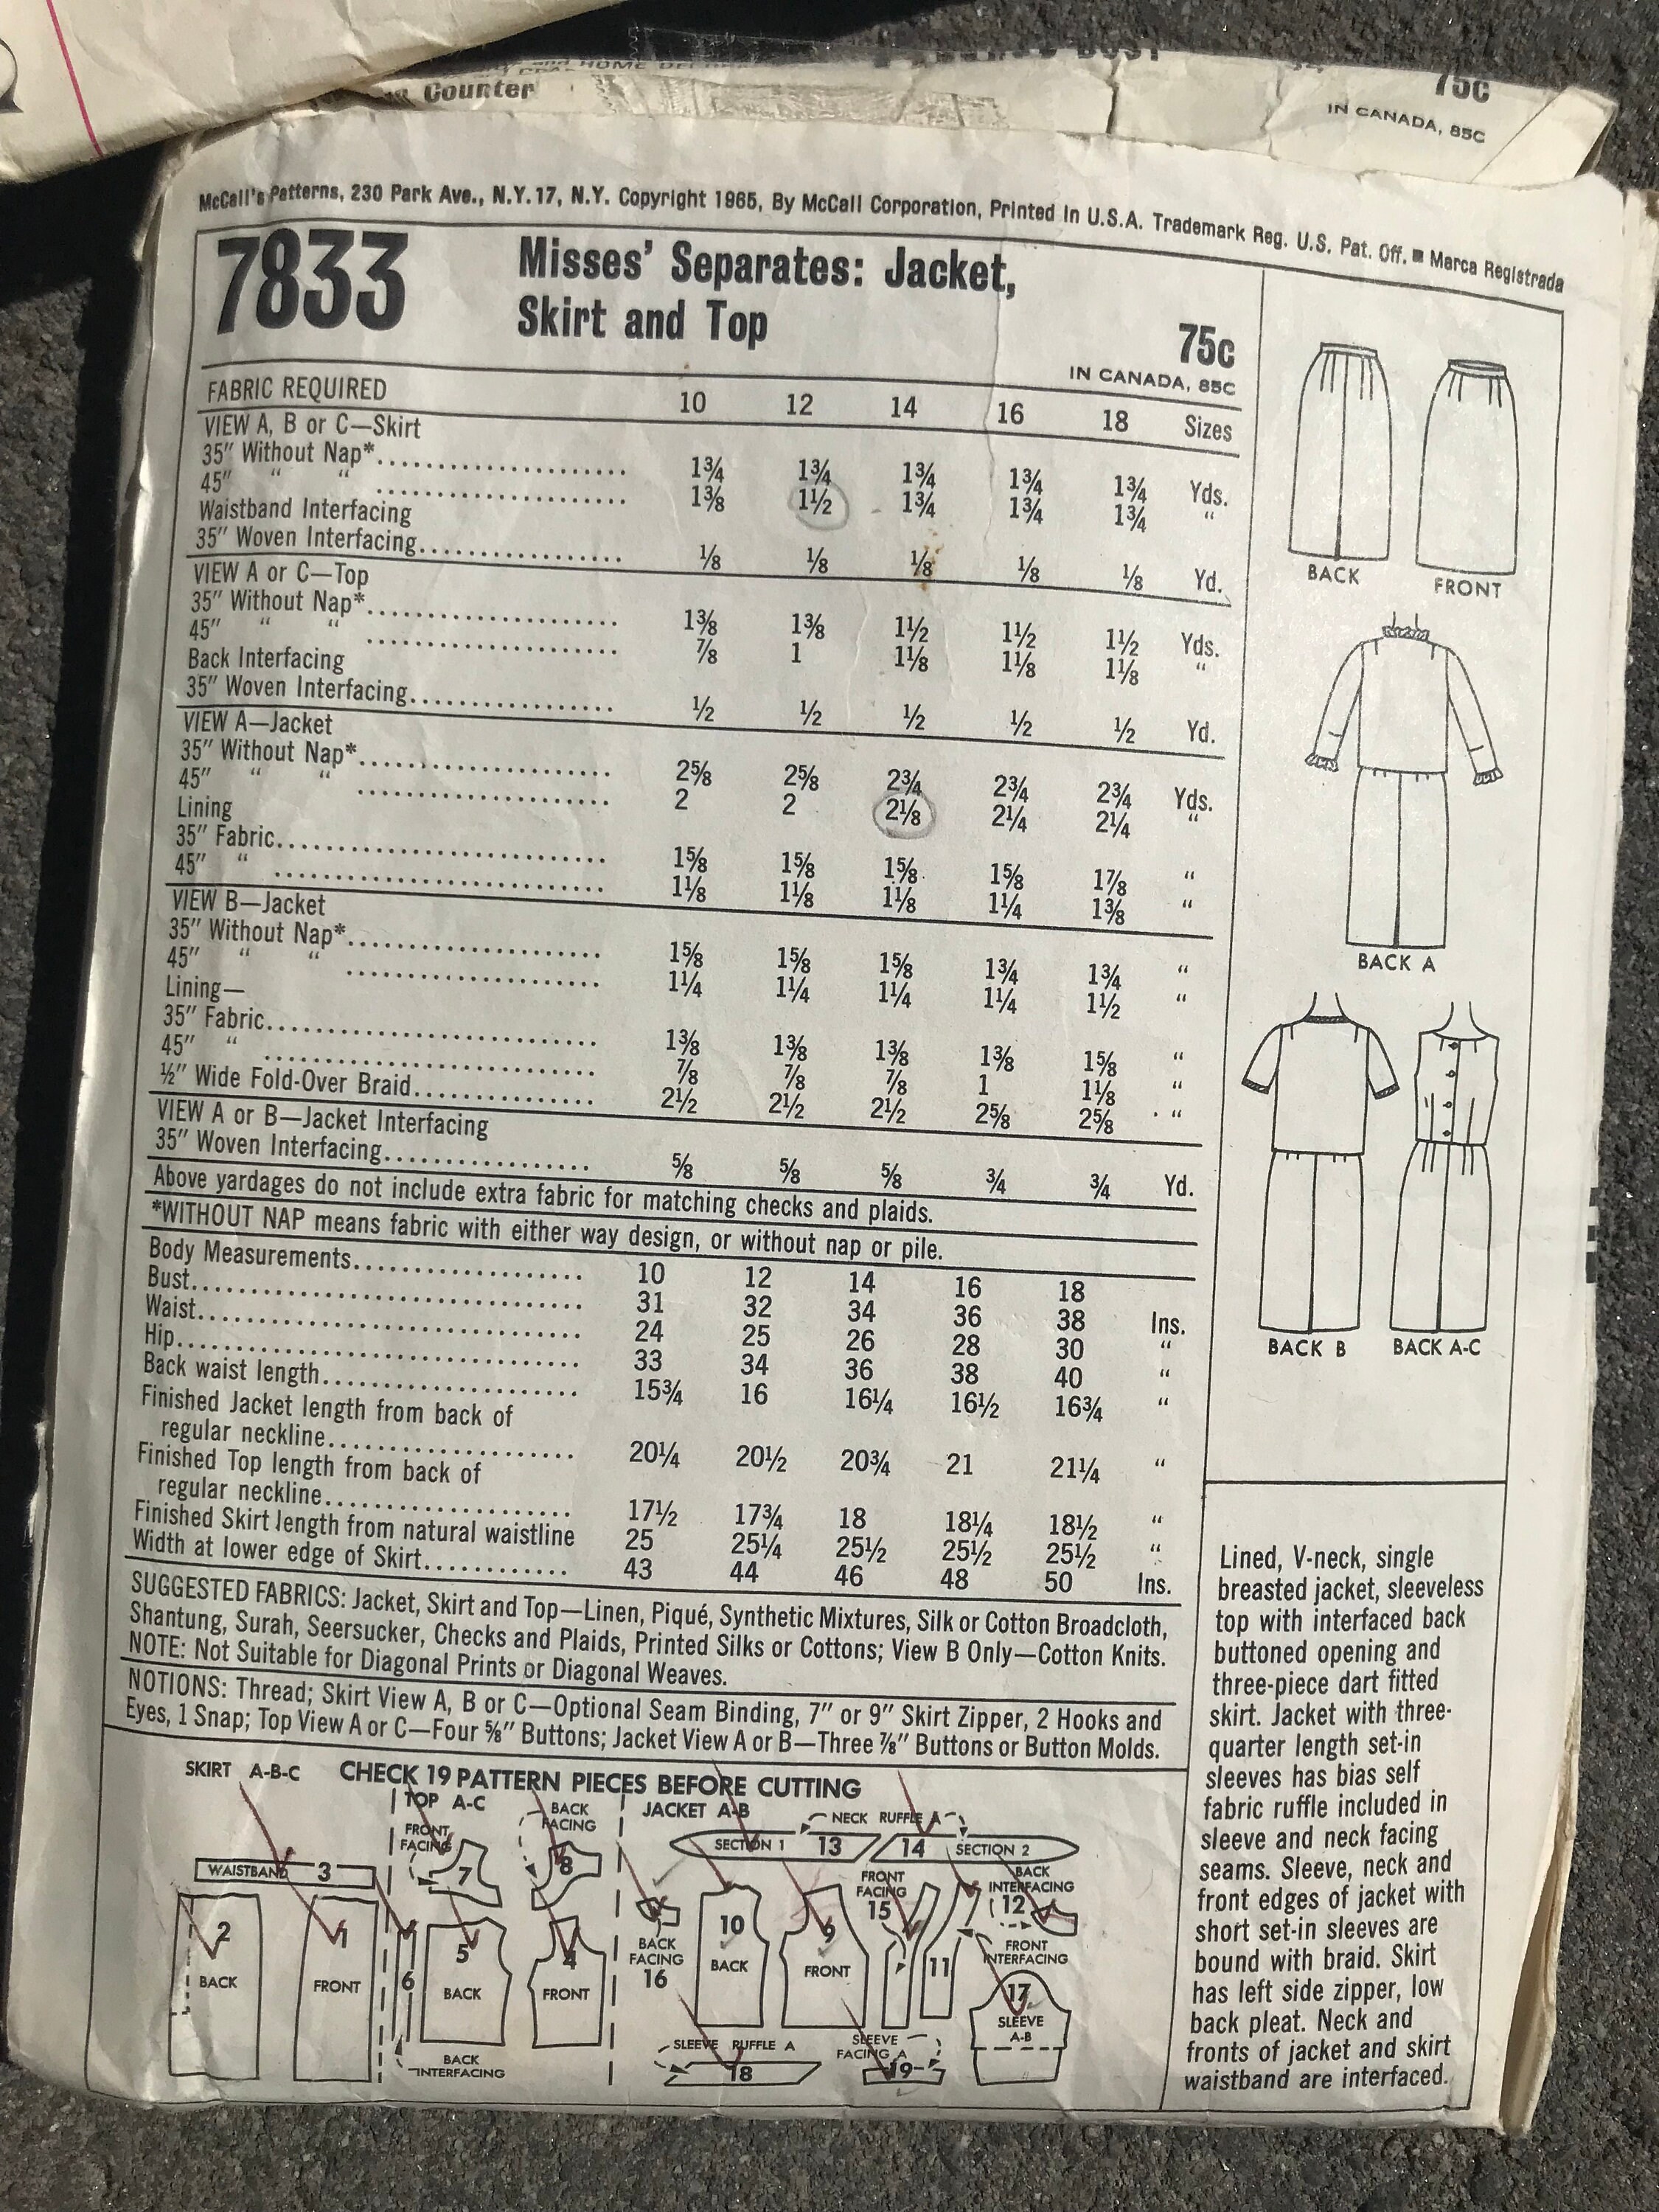 Counter
75c
IN CANADA, 85C
McCall's Patterns, 230 Park Ave., N.Y. 17, N.Y. Copyright 1965, By McCall Corporation, Printed In U.S.A. Trademark Reg. U.S. Pat. Off. ■ Marca Registrada
7833 Misses' Separates: Jacket,
Skirt and Top
75c
IN CANADA, 85C
FABRIC REQUIRED 10 12 14 16 18 Sizes
VIEW A, B or C—Skirt
35" Without Nap* 1¾ 1¾ 1¾ 1¾ 1¾ Yds.
45" " " 1⅜ 1½ 1¾ 1¾ 1¾ "
Waistband Interfacing
35" Woven Interfacing ⅛ ⅛ ⅛ ⅛ ⅛ Yd.
VIEW A or C—Top
35" Without Nap* 1⅜ 1⅜ 1½ 1½ 1½ Yds.
45" " " ⅞ 1 1⅛ 1⅛ 1⅛ "
Back Interfacing
35" Woven Interfacing ½ ½ ½ ½ ½ Yd.
VIEW A—Jacket
35" Without Nap* 2⅝ 2⅝ 2¾ 2¾ 2¾ Yds.
45" " " 2 2 2⅛ 2¼ 2¼ "
Lining
35" Fabric 1⅝ 1⅝ 1⅝ 1⅝ 1⅞ "
45" " 1⅛ 1⅛ 1⅛ 1¼ 1⅜ "
VIEW B—Jacket
35" Without Nap* 1⅝ 1⅝ 1⅝ 1¾ 1¾ "
45" " " 1¼ 1¼ 1¼ 1¼ 1½ "
Lining—
35" Fabric 1⅜ 1⅜ 1⅜ 1⅜ 1⅝ "
45" " ⅞ ⅞ ⅞ 1 1⅛ "
½" Wide Fold-Over Braid 2½ 2½ 2½ 2⅝ 2⅝ "
VIEW A or B—Jacket Interfacing
35" Woven Interfacing ⅝ ⅝ ⅝ ¾ ¾ Yd.
Above yardages do not include extra fabric for matching checks and plaids.
*WITHOUT NAP means fabric with either way design, or without nap or pile.
Body Measurements 10 12 14 16 18
Bust 31 32 34 36 38 Ins.
Waist 24 25 26 28 30 "
Hip 33 34 36 38 40 "
Back waist length 15¾ 16 16¼ 16½ 16¾ "
Finished Jacket length from back of
regular neckline 20¼ 20½ 20¾ 21 21¼ "
Finished Top length from back of
regular neckline 17½ 17¾ 18 18¼ 18½ "
Finished Skirt length from natural waistline 25 25¼ 25½ 25½ 25½ "
Width at lower edge of Skirt 43 44 46 48 50 Ins.
SUGGESTED FABRICS: Jacket, Skirt and Top—Linen, Piqué, Synthetic Mixtures, Silk or Cotton Broadcloth,
Shantung, Surah, Seersucker, Checks and Plaids, Printed Silks or Cottons; View B Only—Cotton Knits.
NOTE: Not Suitable for Diagonal Prints or Diagonal Weaves.
NOTIONS: Thread; Skirt View A, B or C—Optional Seam Binding, 7" or 9" Skirt Zipper, 2 Hooks and
Eyes, 1 Snap; Top View A or C—Four ⅝" Buttons; Jacket View A or B—Three ⅞" Buttons or Button Molds.
SKIRT A-B-C CHECK 19 PATTERN PIECES BEFORE CUTTING
TOP A-C
JACKET A-B
WAISTBAND 3
2 BACK
1 FRONT
FRONT FACING 7
BACK FACING 8
6
BACK INTERFACING
5 BACK
4 FRONT
NECK RUFFLE A
SECTION 1 13
14 SECTION 2
BACK FACING 16
10 BACK
9 FRONT
FRONT FACING 15
11
BACK INTERFACING 12
FRONT INTERFACING
17 SLEEVE A-B
SLEEVE RUFFLE A 18
SLEEVE FACING A 19
BACK
FRONT
BACK A
BACK B
BACK A-C
Lined, V-neck, single
breasted jacket, sleeveless
top with interfaced back
buttoned opening and
three-piece dart fitted
skirt. Jacket with three-
quarter length set-in
sleeves has bias self
fabric ruffle included in
sleeve and neck facing
seams. Sleeve, neck and
front edges of jacket with
short set-in sleeves are
bound with braid. Skirt
has left side zipper, low
back pleat. Neck and
fronts of jacket and skirt
waistband are interfaced.